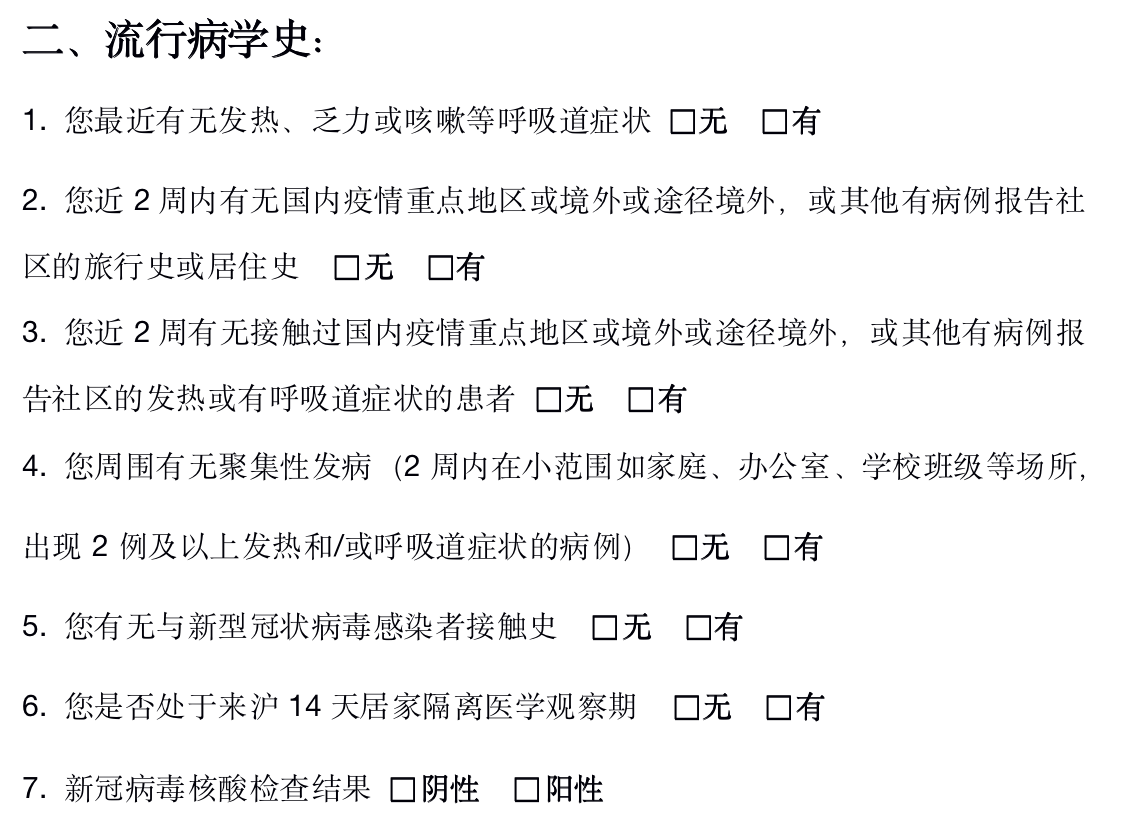 二、流行病学史：
1. 您最近有无发热、乏力或咳嗽等呼吸道症状 □无 □有
2. 您近 2 周内有无国内疫情重点地区或境外或途径境外，或其他有病例报告社
区的旅行史或居住史 □无 □有
3. 您近 2 周有无接触过国内疫情重点地区或境外或途径境外，或其他有病例报
告社区的发热或有呼吸道症状的患者 □无 □有
4. 您周围有无聚集性发病（2 周内在小范围如家庭、办公室、学校班级等场所，
出现 2 例及以上发热和/或呼吸道症状的病例） □无 □有
5. 您有无与新型冠状病毒感染者接触史 □无 □有
6. 您是否处于来沪 14 天居家隔离医学观察期 □无 □有
7. 新冠病毒核酸检查结果 □阴性 □阳性